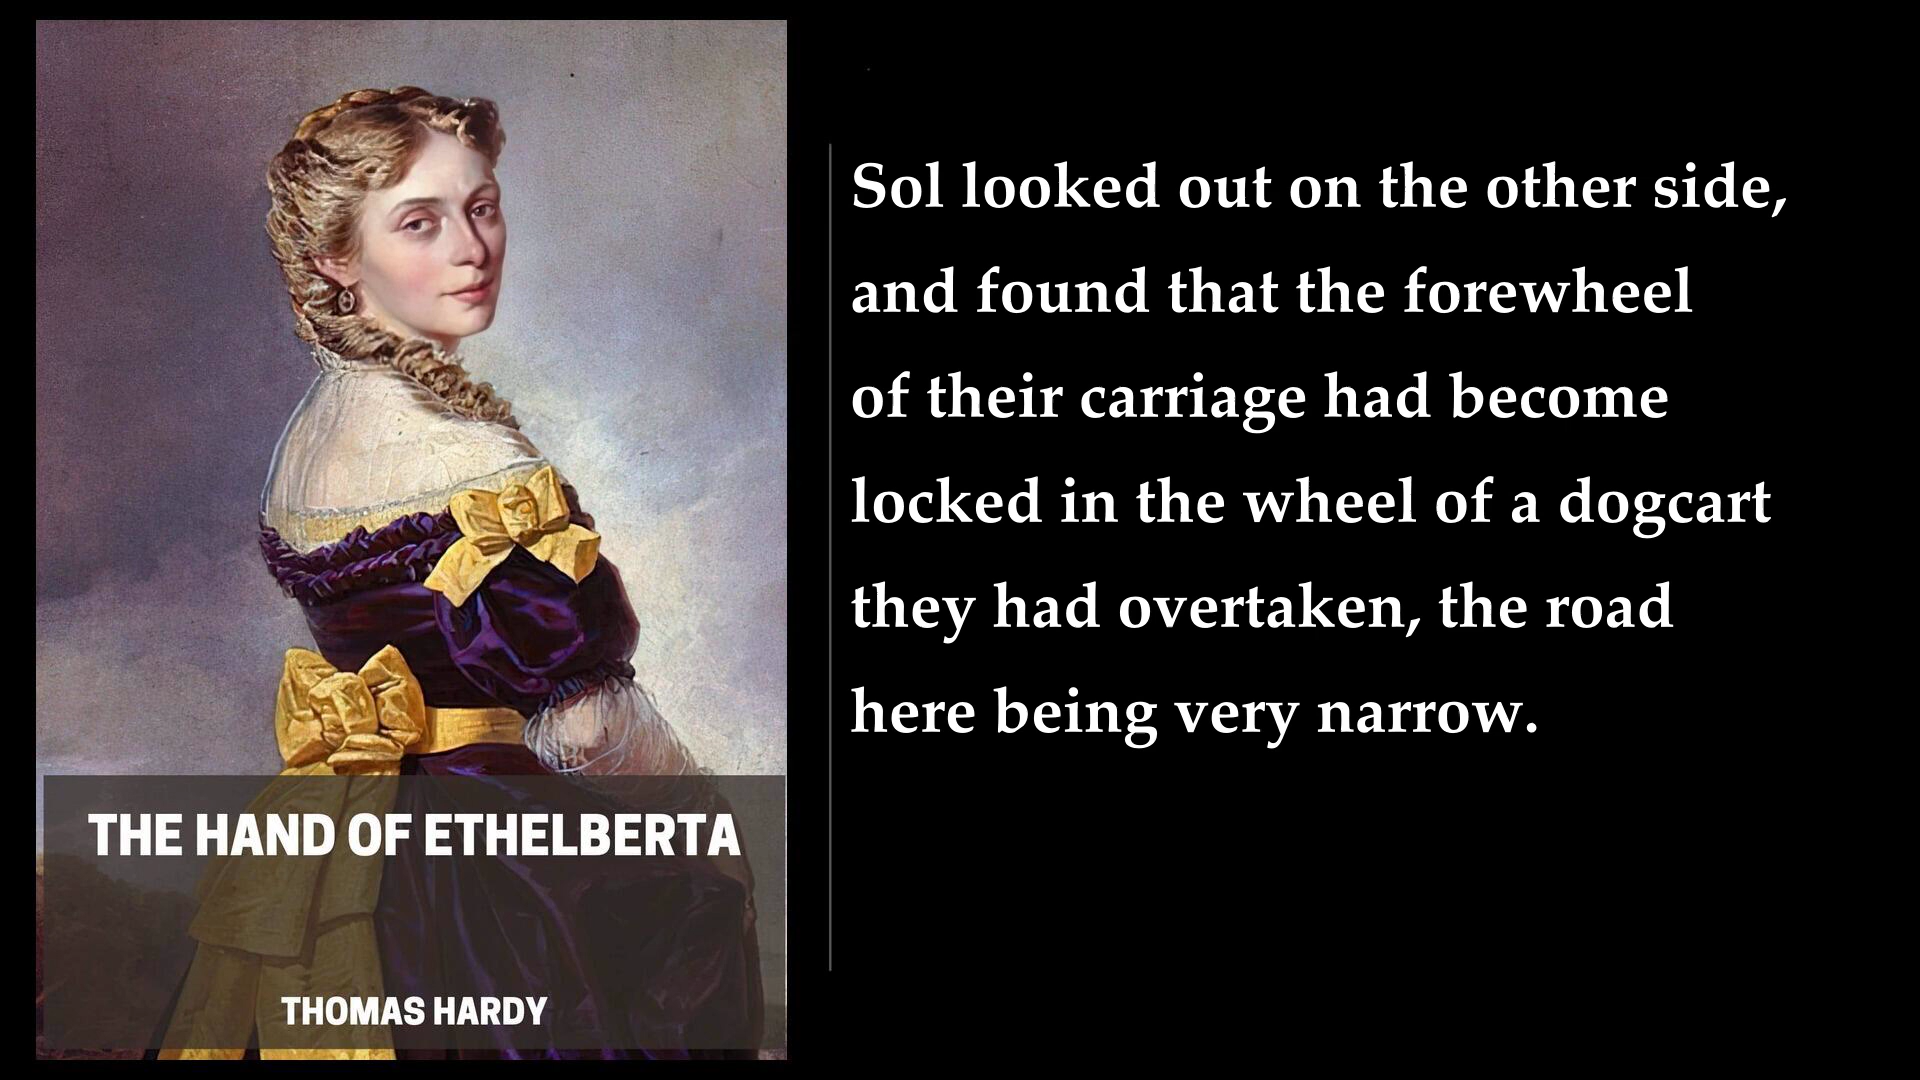 THE HAND OF ETHELBERTA
THOMAS HARDY
Sol looked out on the other side,
and found that the forewheel
of their carriage had become
locked in the wheel of a dogcart
they had overtaken, the road
here being very narrow.